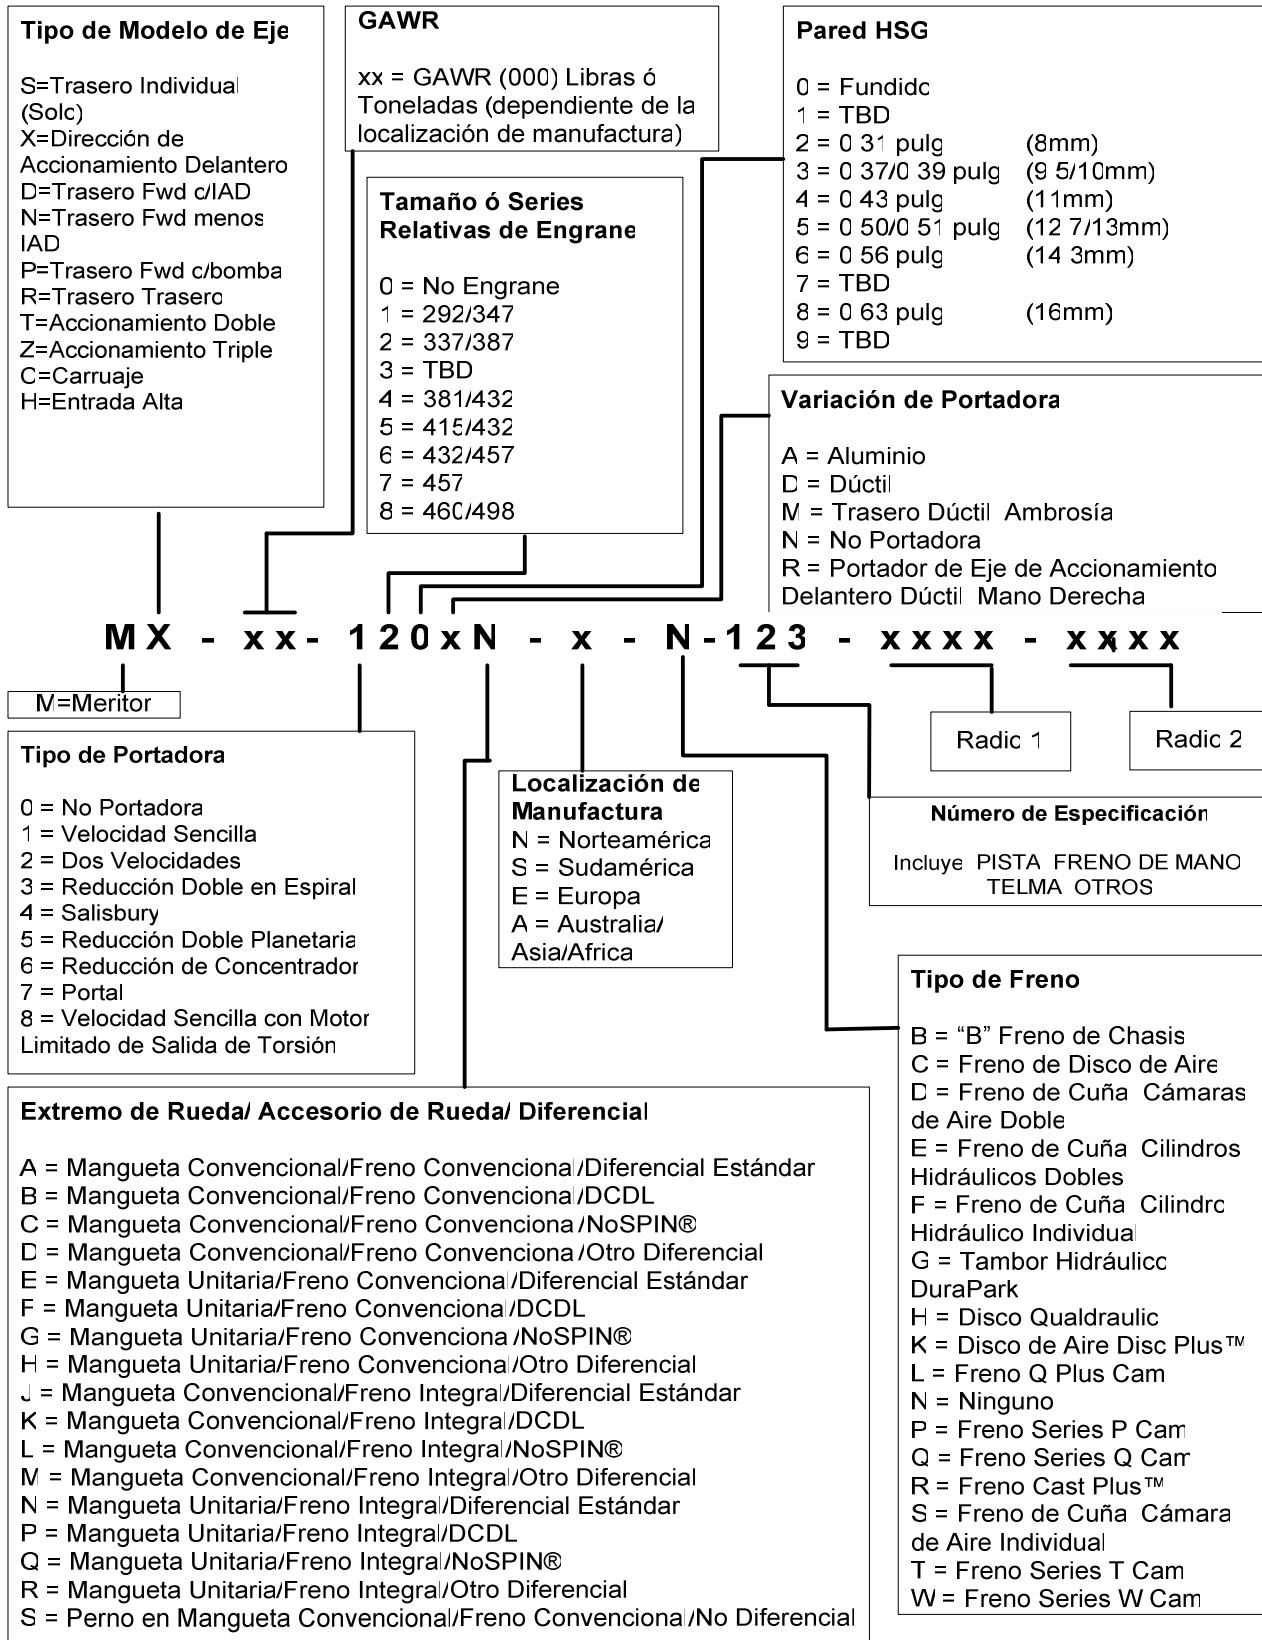 Tipo de Modelo de Eje
S=Trasero Individual
(Solo)
X=Dirección de
Accionamiento Delantero
D=Trasero Fwd c/IAD
N=Trasero Fwd menos
IAD
P=Trasero Fwd c/bomba
R=Trasero Trasero
T=Accionamiento Doble
Z=Accionamiento Triple
C=Carruaje
H=Entrada Alta
GAWR
xx = GAWR (000) Libras ó
Toneladas (dependiente de la
localización de manufactura)
Tamaño ó Series
Relativas de Engrane
0 = No Engrane
1 = 292/347
2 = 337/387
3 = TBD
4 = 381/432
5 = 415/432
6 = 432/457
7 = 457
8 = 460/498
Pared HSG
0 = Fundido
1 = TBD
2 = 0 31 pulg (8mm)
3 = 0 37/0 39 pulg (9 5/10mm)
4 = 0 43 pulg (11mm)
5 = 0 50/0 51 pulg (12 7/13mm)
6 = 0 56 pulg (14 3mm)
7 = TBD
8 = 0 63 pulg (16mm)
9 = TBD
Variación de Portadora
A = Aluminio
D = Dúctil
M = Trasero Dúctil Ambrosía
N = No Portadora
R = Portador de Eje de Accionamiento
Delantero Dúctil Mano Derecha
M X - x x - 1 2 0 x N - x - N - 1 2 3 - x x x x - x x x x
M=Meritor
Tipo de Portadora
0 = No Portadora
1 = Velocidad Sencilla
2 = Dos Velocidades
3 = Reducción Doble en Espiral
4 = Salisbury
5 = Reducción Doble Planetaria
6 = Reducción de Concentrador
7 = Portal
8 = Velocidad Sencilla con Motor
Limitado de Salida de Torsión
Localización de
Manufactura
N = Norteamérica
S = Sudamérica
E = Europa
A = Australia/
Asia/Africa
Radio 1
Radio 2
Número de Especificación
Incluye PISTA FRENO DE MANO
TELMA OTROS
Tipo de Freno
B = “B” Freno de Chasis
C = Freno de Disco de Aire
D = Freno de Cuña Cámaras
de Aire Doble
E = Freno de Cuña Cilindros
Hidráulicos Dobles
F = Freno de Cuña Cilindro
Hidráulico Individual
G = Tambor Hidráulico
DuraPark
H = Disco Qualdraulic
K = Disco de Aire Disc Plus™
L = Freno Q Plus Cam
N = Ninguno
P = Freno Series P Cam
Q = Freno Series Q Cam
R = Freno Cast Plus™
S = Freno de Cuña Cámara
de Aire Individual
T = Freno Series T Cam
W = Freno Series W Cam
Extremo de Rueda/ Accesorio de Rueda/ Diferencial
A = Mangueta Convencional/Freno Convencional/Diferencial Estándar
B = Mangueta Convencional/Freno Convencional/DCDL
C = Mangueta Convencional/Freno Convencional/NoSPIN®
D = Mangueta Convencional/Freno Convencional/Otro Diferencial
E = Mangueta Unitaria/Freno Convencional/Diferencial Estándar
F = Mangueta Unitaria/Freno Convencional/DCDL
G = Mangueta Unitaria/Freno Convencional/NoSPIN®
H = Mangueta Unitaria/Freno Convencional/Otro Diferencial
J = Mangueta Convencional/Freno Integral/Diferencial Estándar
K = Mangueta Convencional/Freno Integral/DCDL
L = Mangueta Convencional/Freno Integral/NoSPIN®
M = Mangueta Convencional/Freno Integral/Otro Diferencial
N = Mangueta Unitaria/Freno Integral/Diferencial Estándar
P = Mangueta Unitaria/Freno Integral/DCDL
Q = Mangueta Unitaria/Freno Integral/NoSPIN®
R = Mangueta Unitaria/Freno Integral/Otro Diferencial
S = Perno en Mangueta Convencional/Freno Convencional/No Diferencial